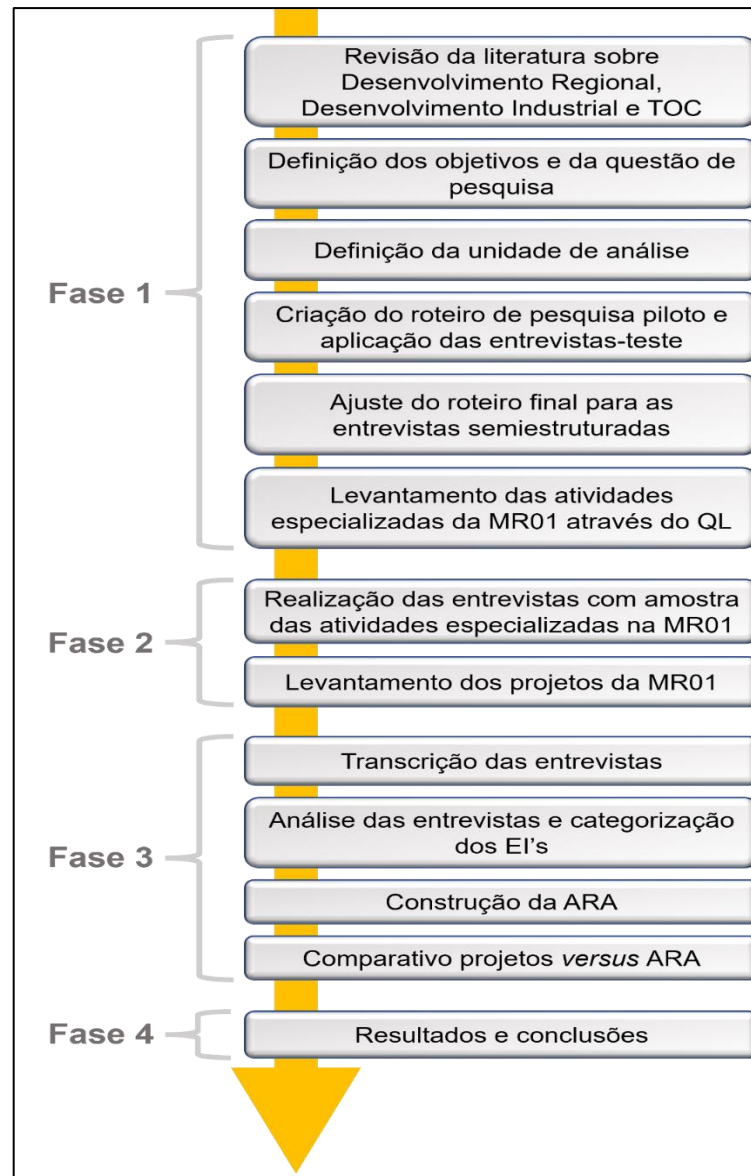 Fase 1
Revisão da literatura sobre
Desenvolvimento Regional,
Desenvolvimento Industrial e TOC
Definição dos objetivos e da questão de
pesquisa
Definição da unidade de análise
Criação do roteiro de pesquisa piloto e
aplicação das entrevistas-teste
Ajuste do roteiro final para as
entrevistas semiestruturadas
Levantamento das atividades
especializadas da MR01 através do QL
Fase 2
Realização das entrevistas com amostra
das atividades especializadas na MR01
Levantamento dos projetos da MR01
Fase 3
Transcrição das entrevistas
Análise das entrevistas e categorização
dos EI's
Construção da ARA
Comparativo projetos versus ARA
Fase 4
Resultados e conclusões